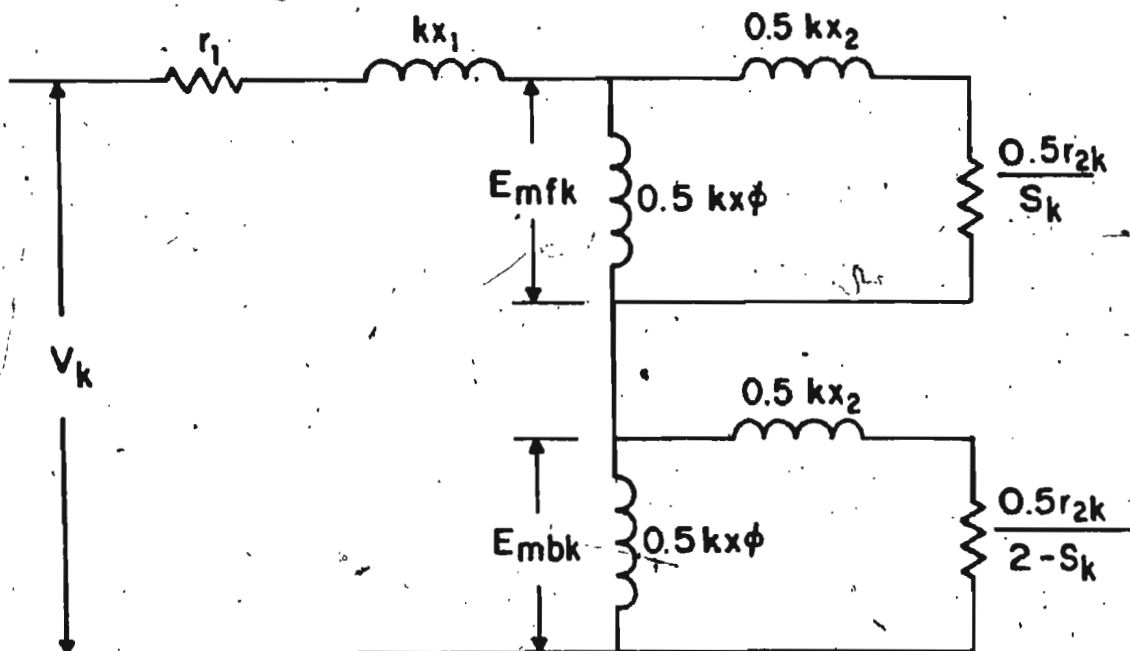 r₁
kx₁
0.5 kx₂
Emfk
0.5 kxϕ
0.5r₂ₖ
Sₖ
Vₖ
0.5 kx₂
Embk
0.5 kxϕ
0.5r₂ₖ
2-Sₖ